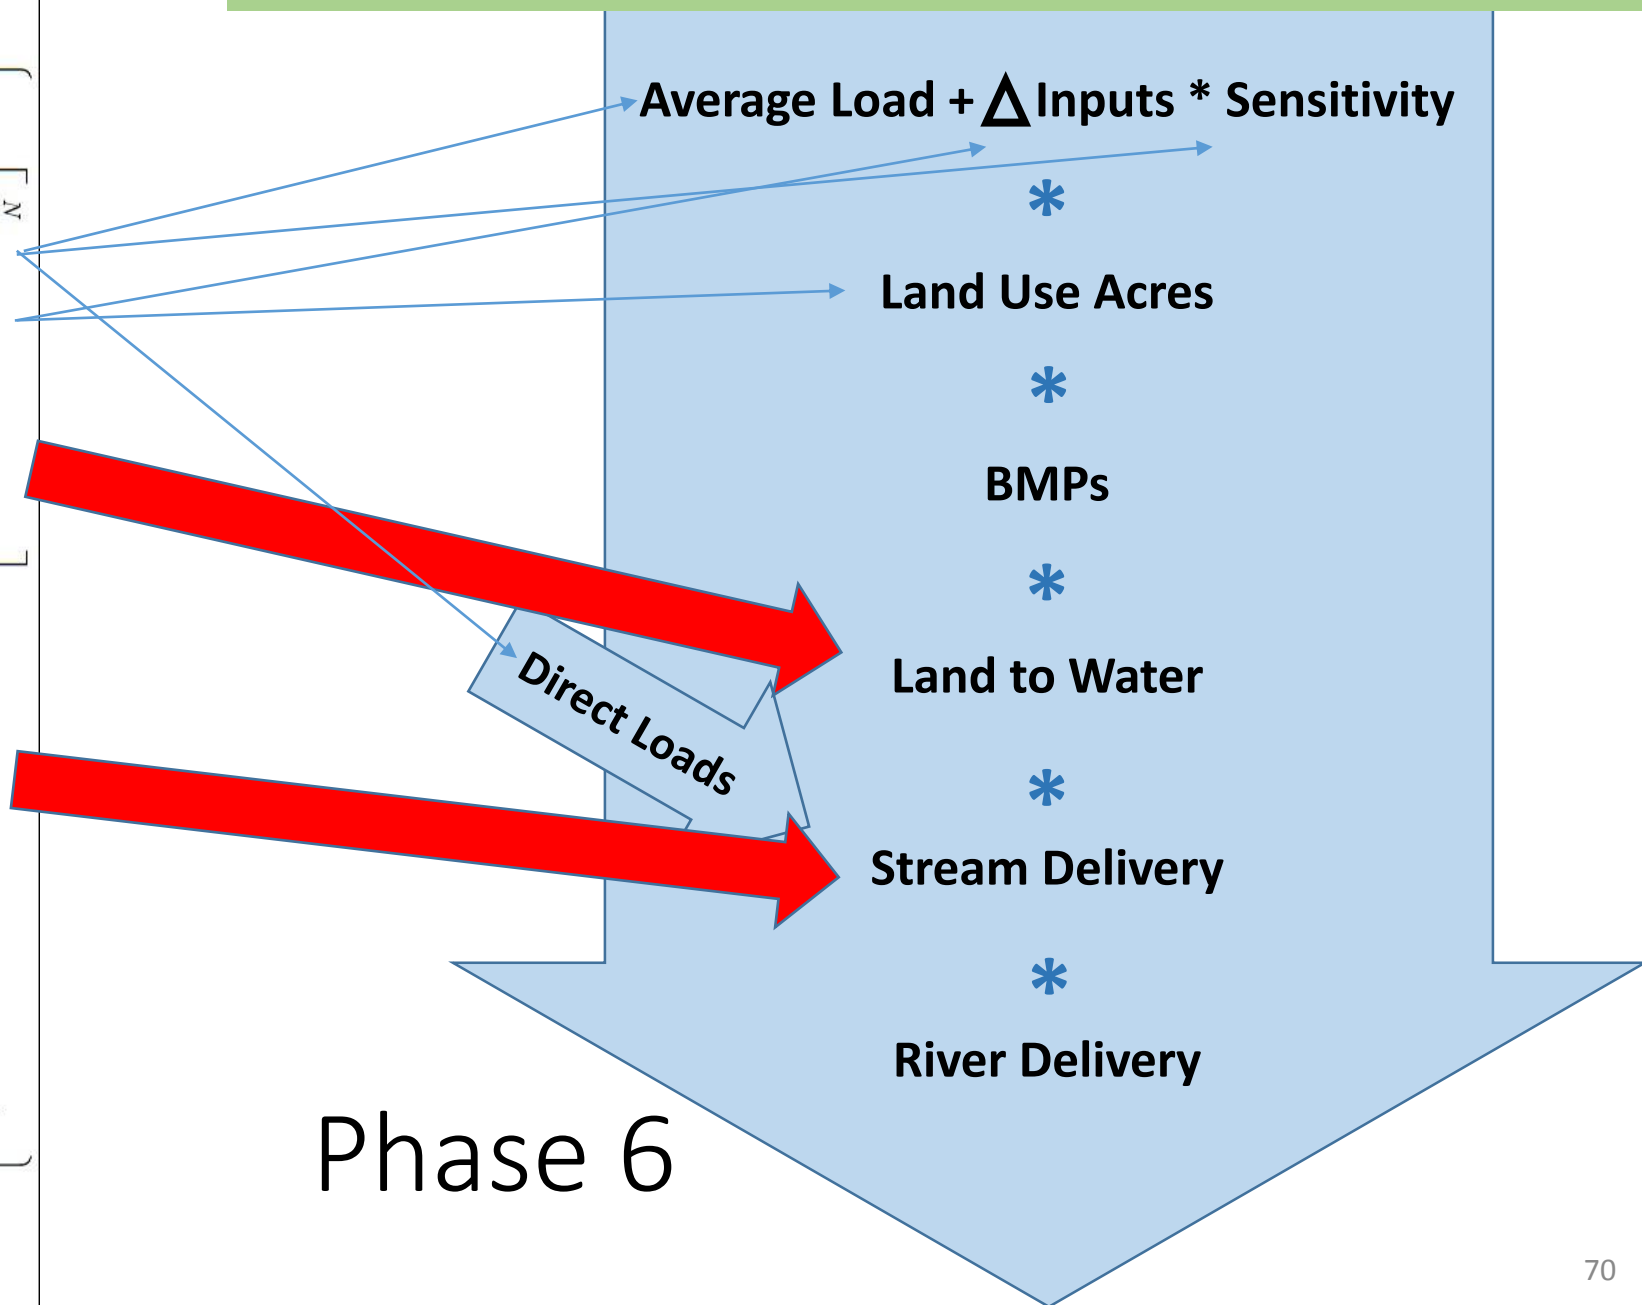 N
Average Load + Δ Inputs * Sensitivity
*
Land Use Acres
*
BMPs
*
Land to Water
Direct Loads
*
Stream Delivery
*
River Delivery
Phase 6
70